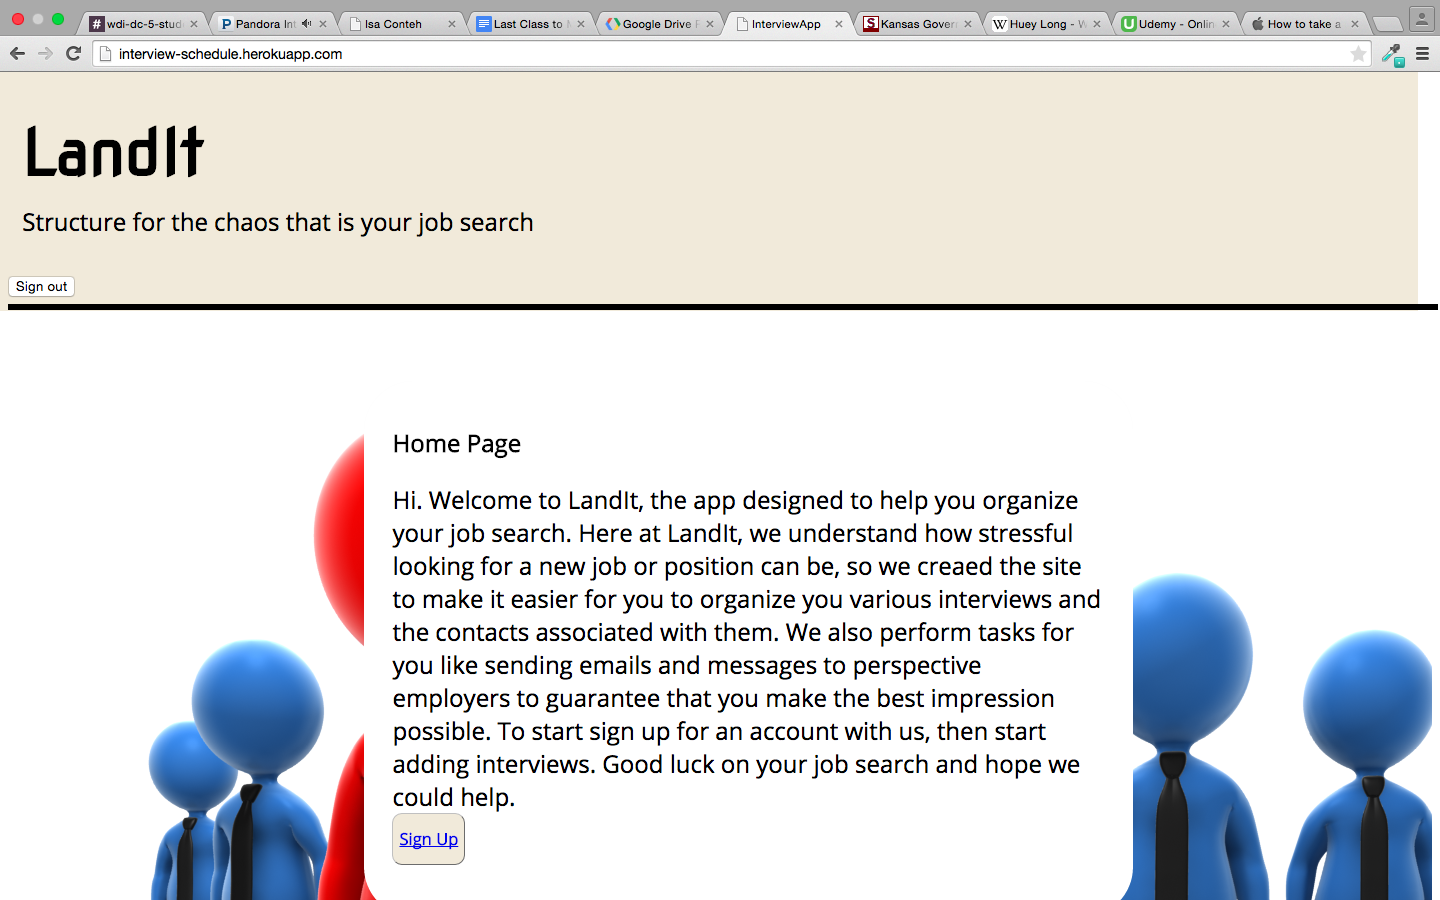 wdi-dc-5-stud
Pandora Int
Isa Conteh
Last Class to M
Google Drive F
InterviewApp
Kansas Govern
Huey Long - W
Udemy - Onlin
How to take a
interview-schedule.herokuapp.com
LandIt
Structure for the chaos that is your job search
Sign out
Home Page
Hi. Welcome to LandIt, the app designed to help you organize
your job search. Here at LandIt, we understand how stressful
looking for a new job or position can be, so we creaed the site
to make it easier for you to organize you various interviews and
the contacts associated with them. We also perform tasks for
you like sending emails and messages to perspective
employers to guarantee that you make the best impression
possible. To start sign up for an account with us, then start
adding interviews. Good luck on your job search and hope we
could help.
Sign Up